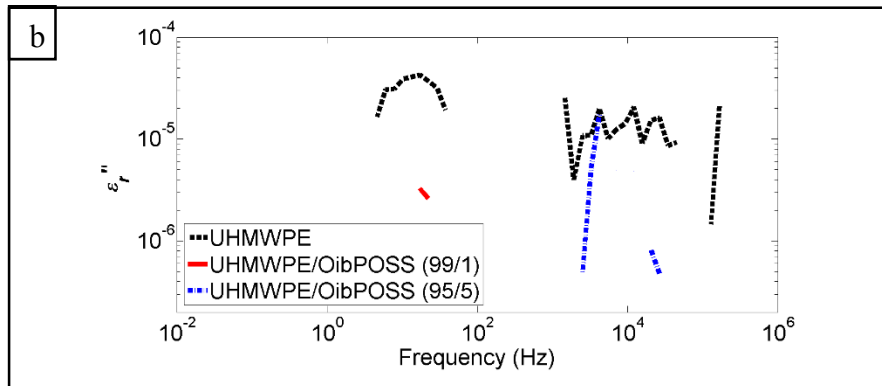 b
10^-4
10^-5
10^-6
ε_r"
UHMWPE
UHMWPE/OibPOSS (99/1)
UHMWPE/OibPOSS (95/5)
10^-2 10^0 10^2 10^4 10^6
Frequency (Hz)